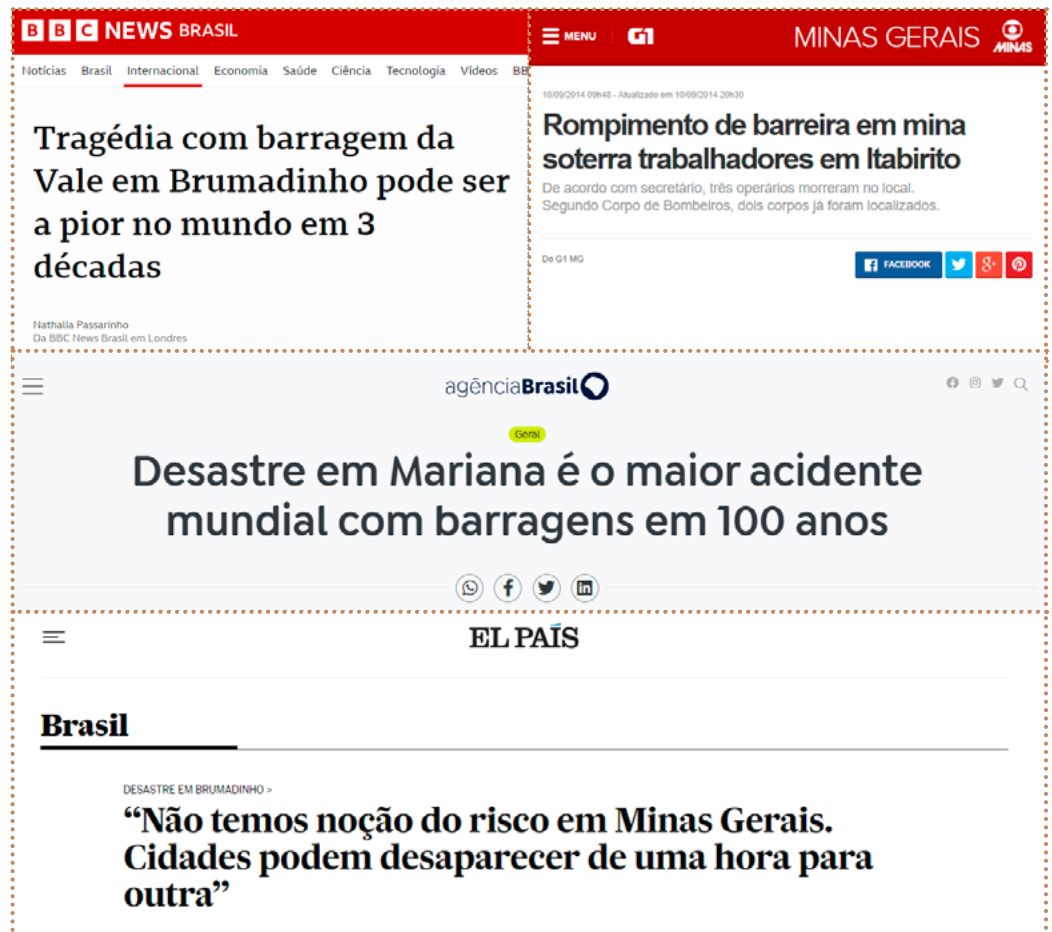 BBC NEWS BRASIL
Notícias Brasil Internacional Economia Saúde Ciência Tecnologia Vídeos BB
Tragédia com barragem da
Vale em Brumadinho pode ser
a pior no mundo em 3
décadas
Nathalia Passarinho
Da BBC News Brasil em Londres
MENU G1 MINAS GERAIS MINAS
10/09/2014 09h48 - Atualizado em 10/09/2014 20h30
Rompimento de barreira em mina
soterra trabalhadores em Itabirito
De acordo com secretário, três operários morreram no local.
Segundo Corpo de Bombeiros, dois corpos já foram localizados.
Do G1 MG
FACEBOOK
agênciaBrasil
Geral
Desastre em Mariana é o maior acidente
mundial com barragens em 100 anos
EL PAÍS
Brasil
DESASTRE EM BRUMADINHO >
“Não temos noção do risco em Minas Gerais.
Cidades podem desaparecer de uma hora para
outra”